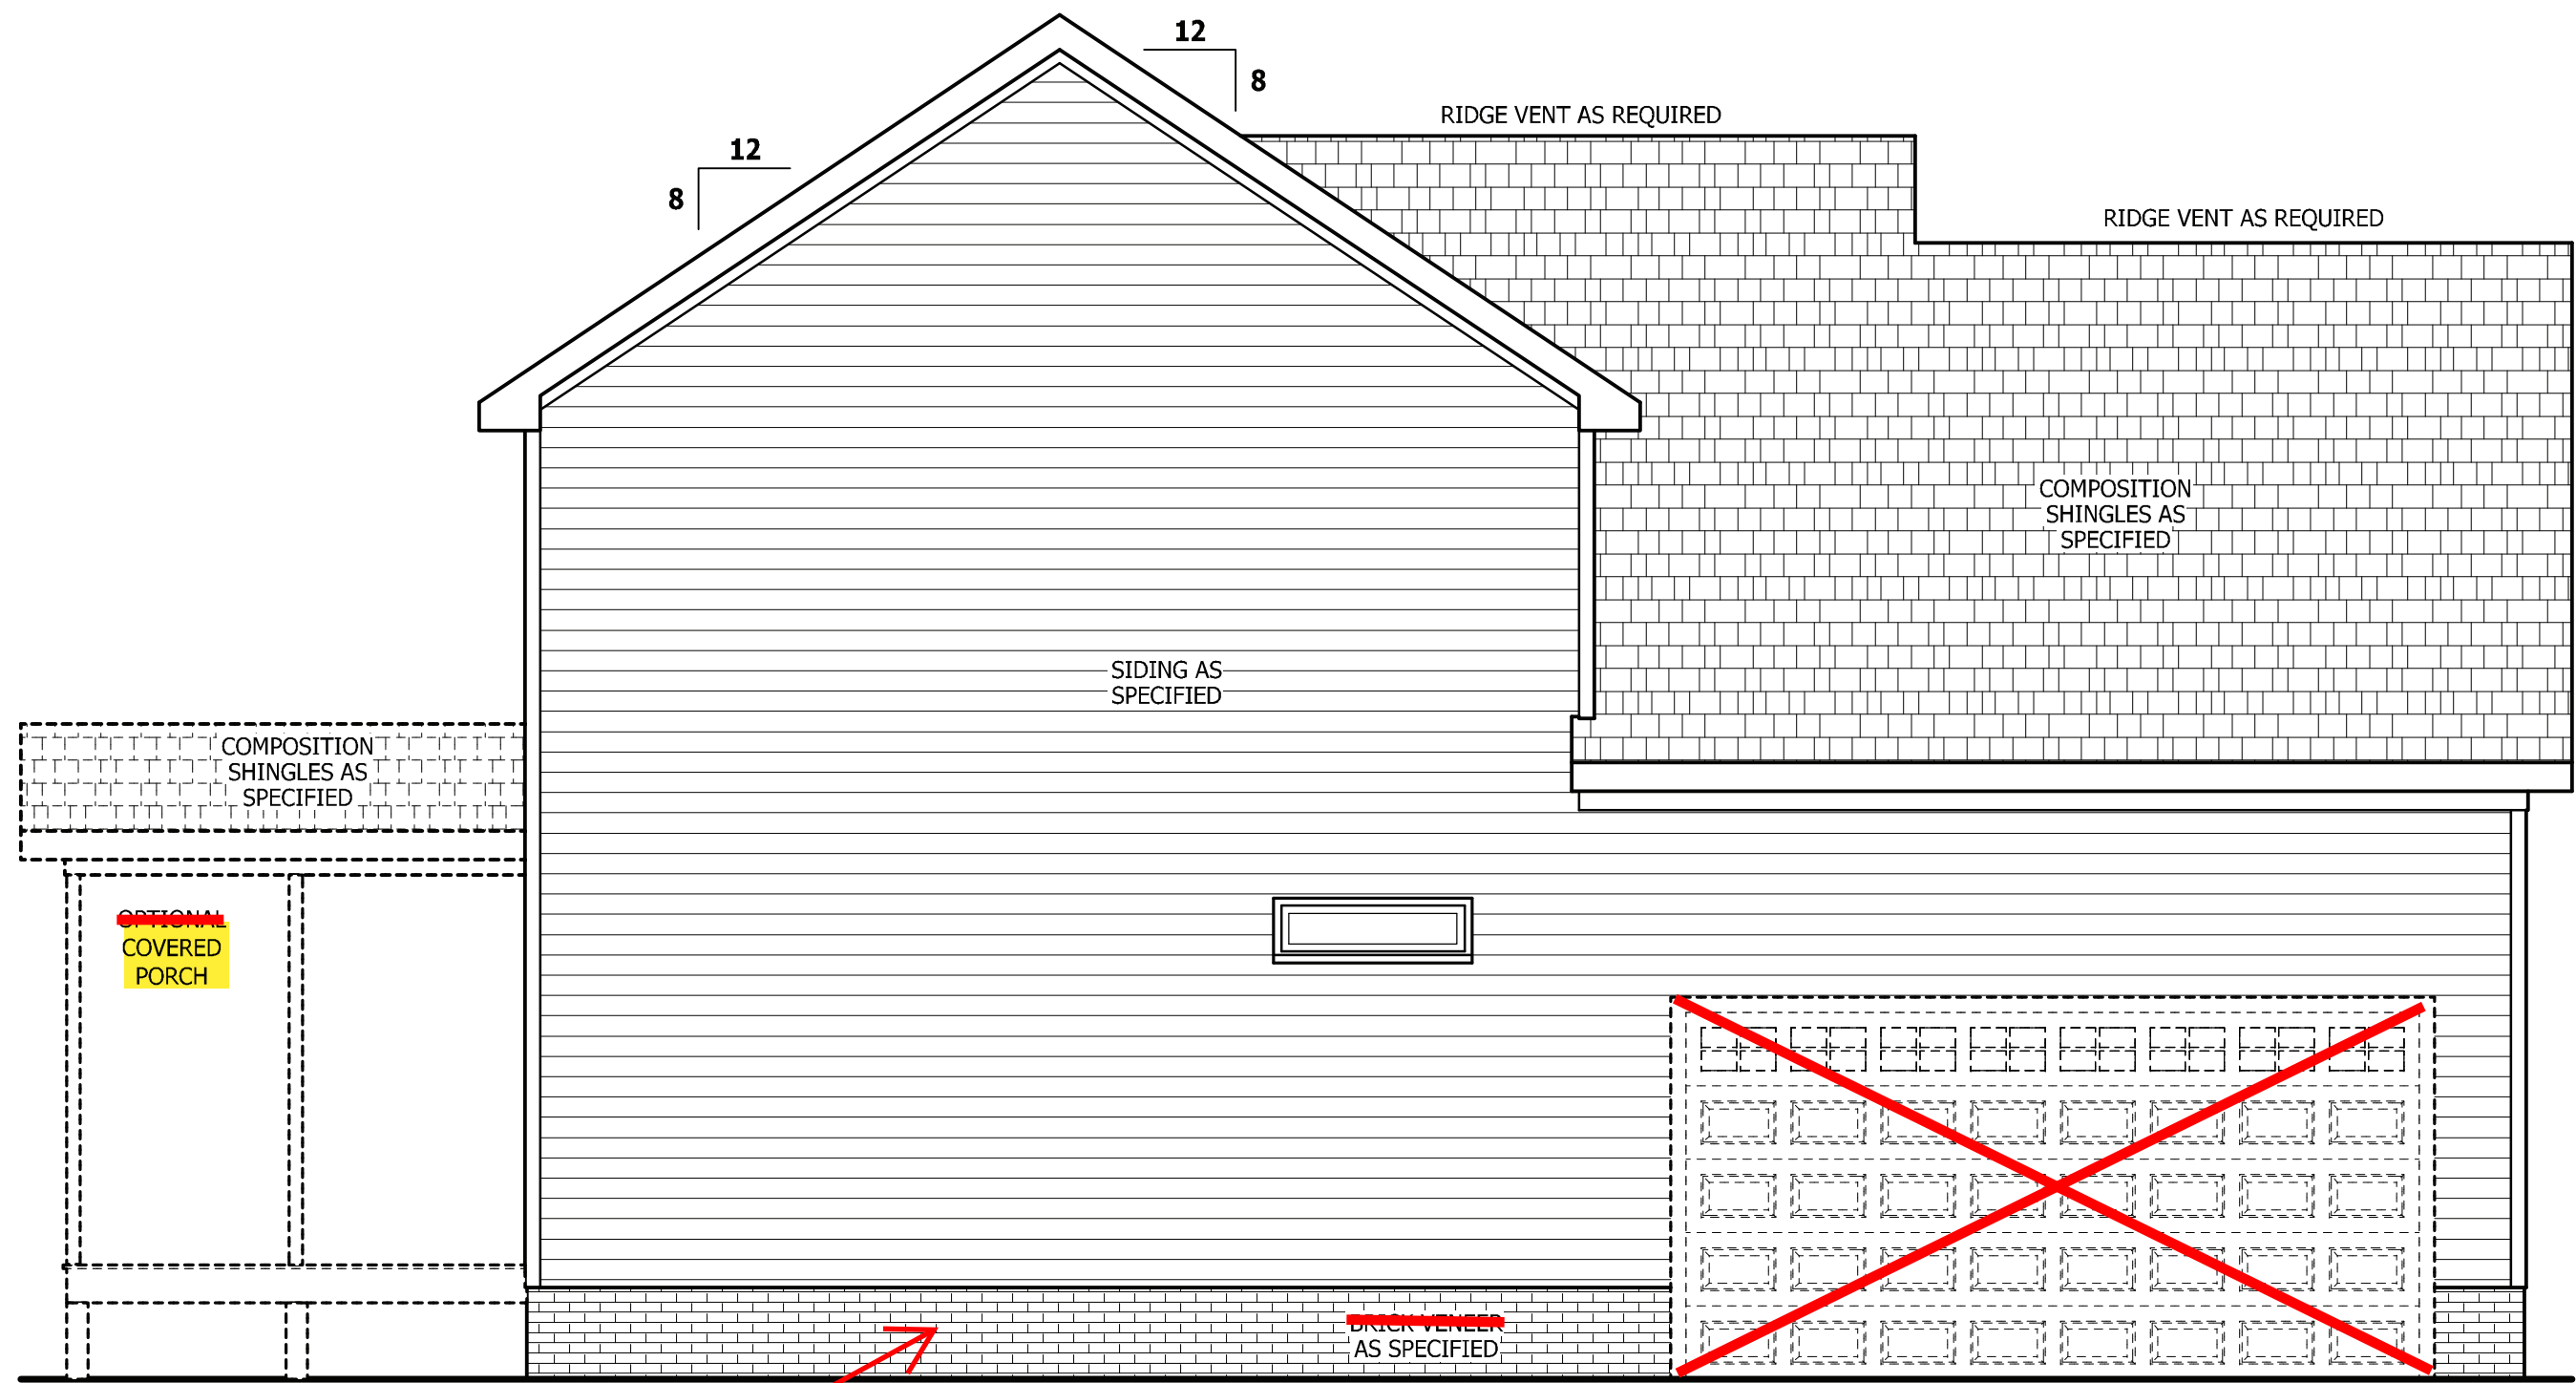 12
8
RIDGE VENT AS REQUIRED
12
8
RIDGE VENT AS REQUIRED
COMPOSITION
SHINGLES AS
SPECIFIED
SIDING AS
SPECIFIED
COMPOSITION
SHINGLES AS
SPECIFIED
OPTIONAL
COVERED
PORCH
BRICK VENEER
AS SPECIFIED